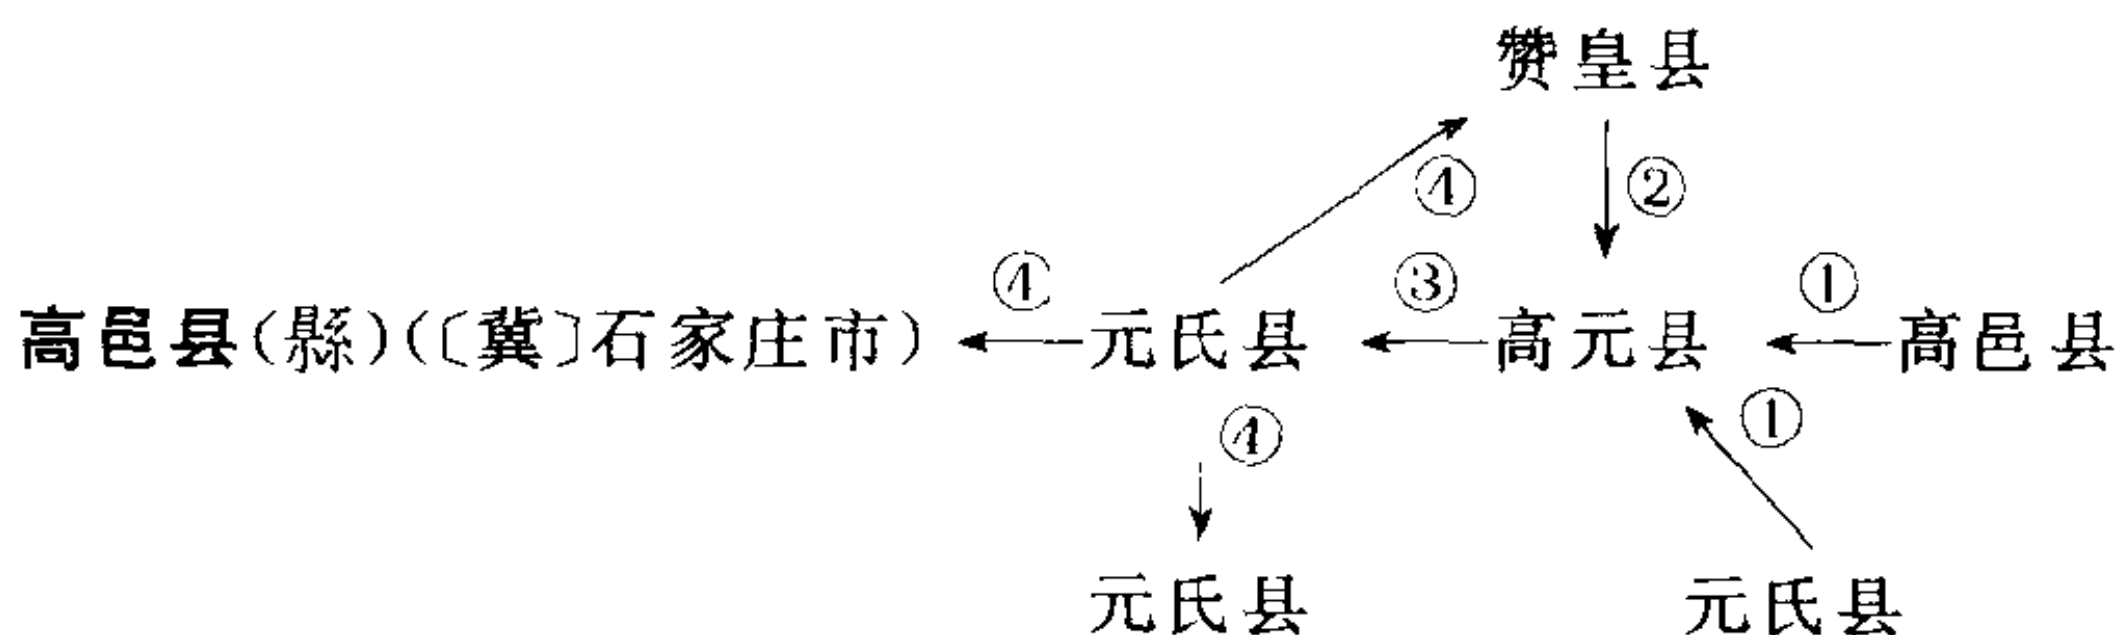 赞皇县
④ ②
④ ③ ①
高邑县(縣)(〔冀〕石家庄市) 元氏县 高元县 高邑县
④ ①
元氏县 元氏县